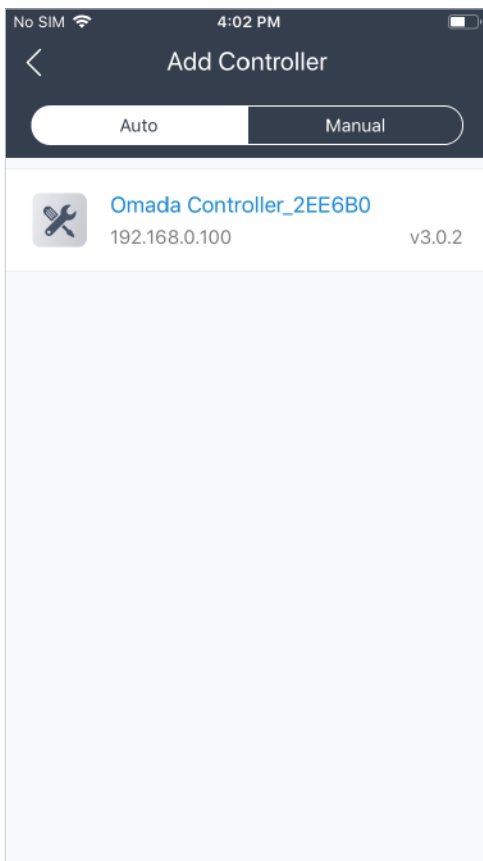 No SIM 4:02 PM
Add Controller
Auto Manual
Omada Controller_2EE6B0
192.168.0.100 v3.0.2